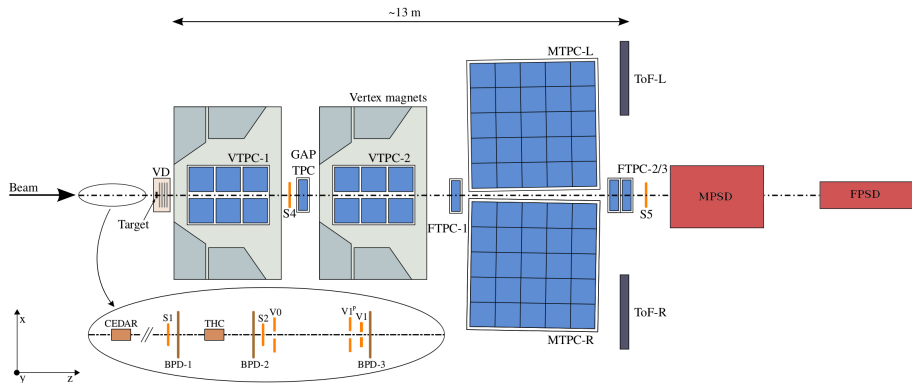 ~13 m
MTPC-L
ToF-L
Vertex magnets
GAP
TPC
VTPC-1
VTPC-2
VD
FTPC-2/3
Beam
MPSD
FPSD
Target
S4
S5
FTPC-1
ToF-R
MTPC-R
x
y
z
CEDAR
S1
THC
S2
V0
V1ᴾ
V1
BPD-1
BPD-2
BPD-3